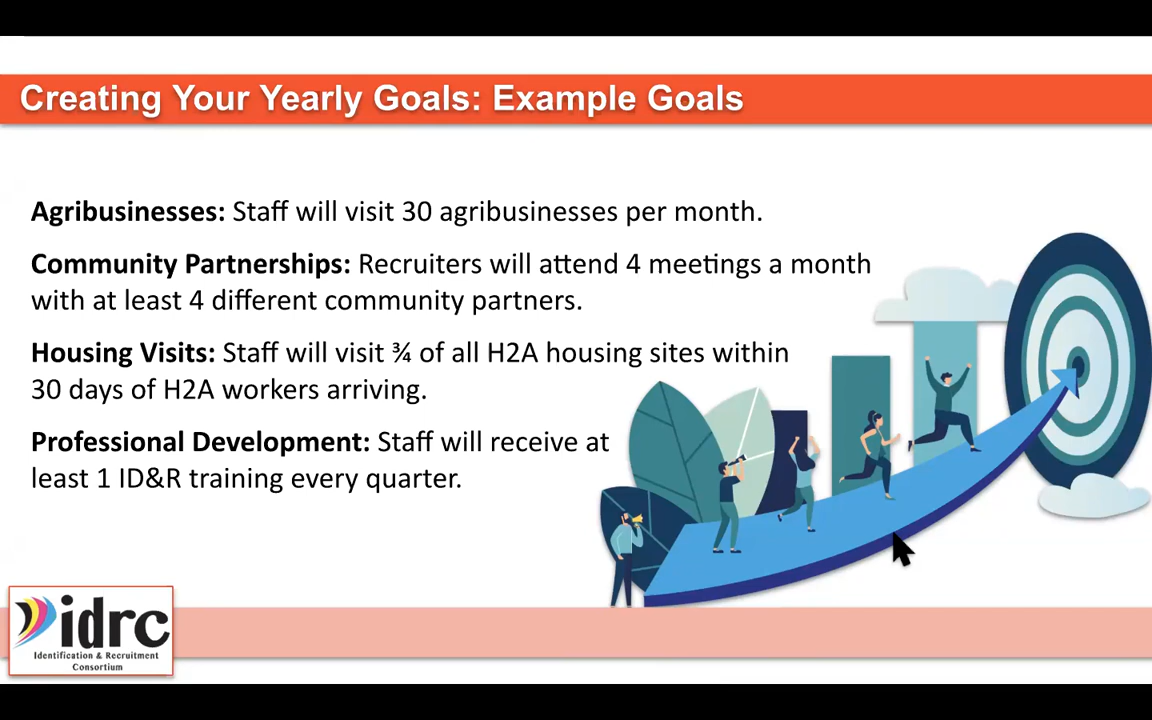 Creating Your Yearly Goals: Example Goals
Agribusinesses: Staff will visit 30 agribusinesses per month.
Community Partnerships: Recruiters will attend 4 meetings a month
with at least 4 different community partners.
Housing Visits: Staff will visit ¾ of all H2A housing sites within
30 days of H2A workers arriving.
Professional Development: Staff will receive at
least 1 ID&R training every quarter.
idrc
Identification & Recruitment
Consortium